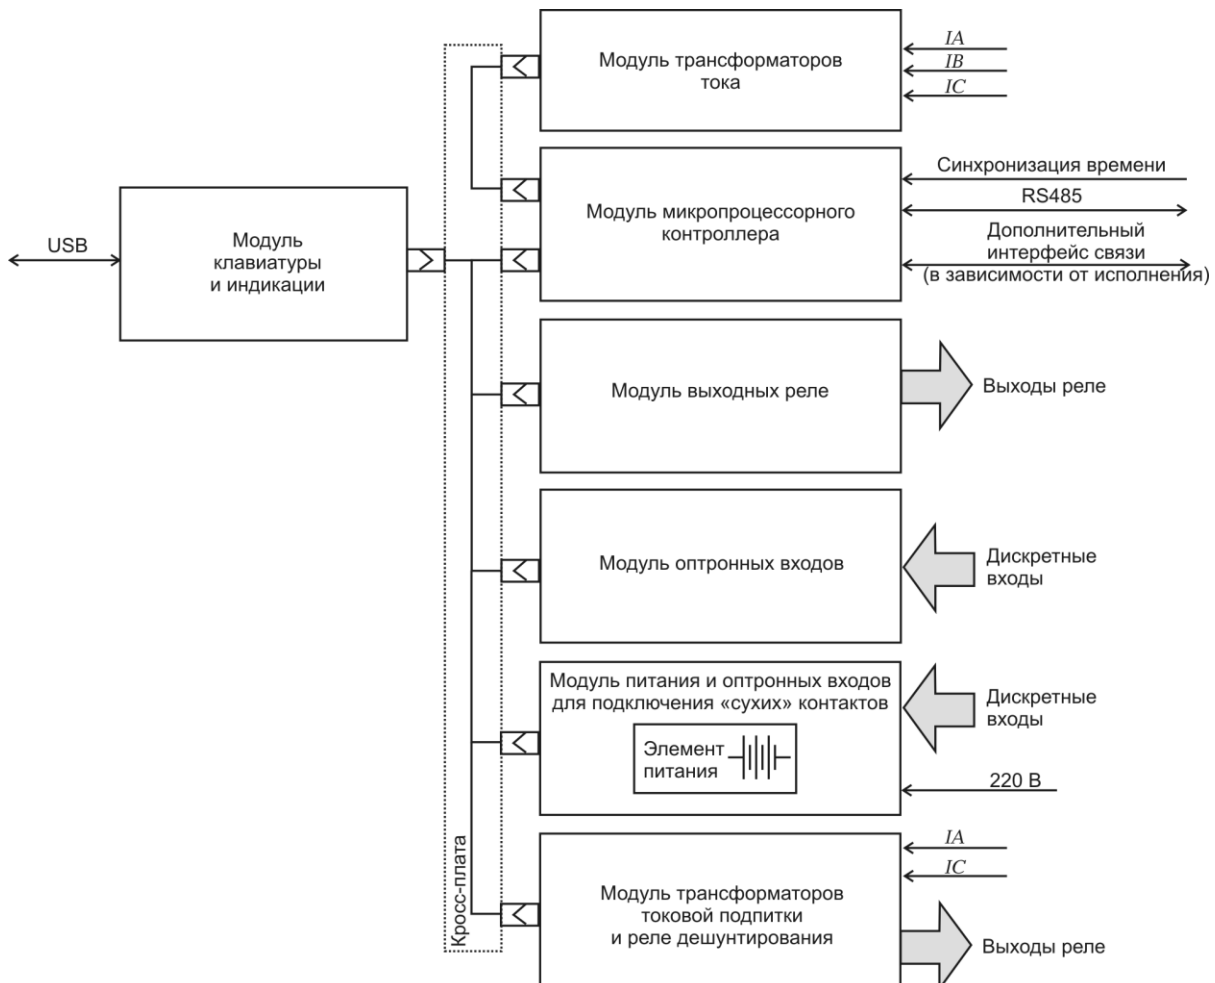 Модуль трансформаторов
тока
IA
IB
IC
Модуль микропроцессорного
контроллера
Синхронизация времени
RS485
Дополнительный
интерфейс связи
(в зависимости от исполнения)
USB
Модуль
клавиатуры
и индикации
Модуль выходных реле
Выходы реле
Модуль оптронных входов
Дискретные
входы
Модуль питания и оптронных входов
для подключения «сухих» контактов
Элемент
питания
Дискретные
входы
220 В
Кросс-плата
Модуль трансформаторов
токовой подпитки
и реле дешунтирования
IA
IC
Выходы реле